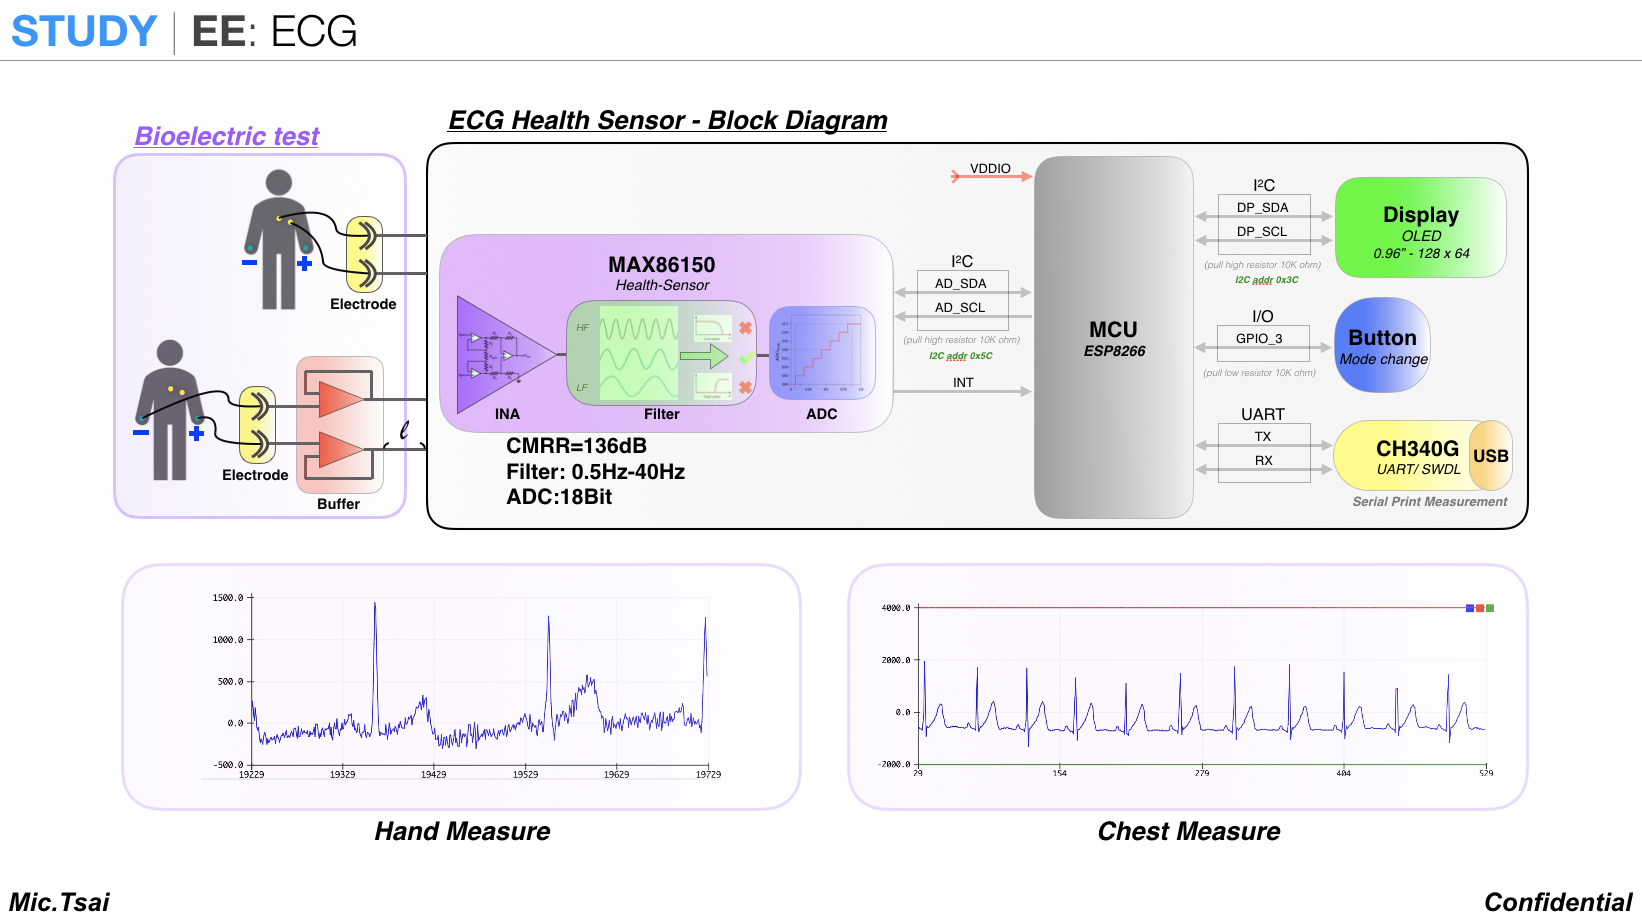 STUDY | EE: ECG
Bioelectric test
ECG Health Sensor - Block Diagram
Electrode
Electrode
Buffer
ℓ
MAX86150
Health-Sensor
HF
LF
INA
Filter
ADC
CMRR=136dB
Filter: 0.5Hz-40Hz
ADC:18Bit
VDDIO
I²C
AD_SDA
AD_SCL
(pull high resistor 10K ohm)
I2C addr 0x5C
INT
MCU
ESP8266
I²C
DP_SDA
DP_SCL
(pull high resistor 10K ohm)
I2C addr 0x3C
I/O
GPIO_3
(pull low resistor 10K ohm)
UART
TX
RX
Display
OLED
0.96” - 128 x 64
Button
Mode change
CH340G
UART/ SWDL
USB
Serial Print Measurement
1500.0
1000.0
500.0
0.0
-500.0
19229 19329 19429 19529 19629 19729
Hand Measure
4000.0
2000.0
0.0
-2000.0
29 154 279 404 529
Chest Measure
Mic.Tsai
Confidential